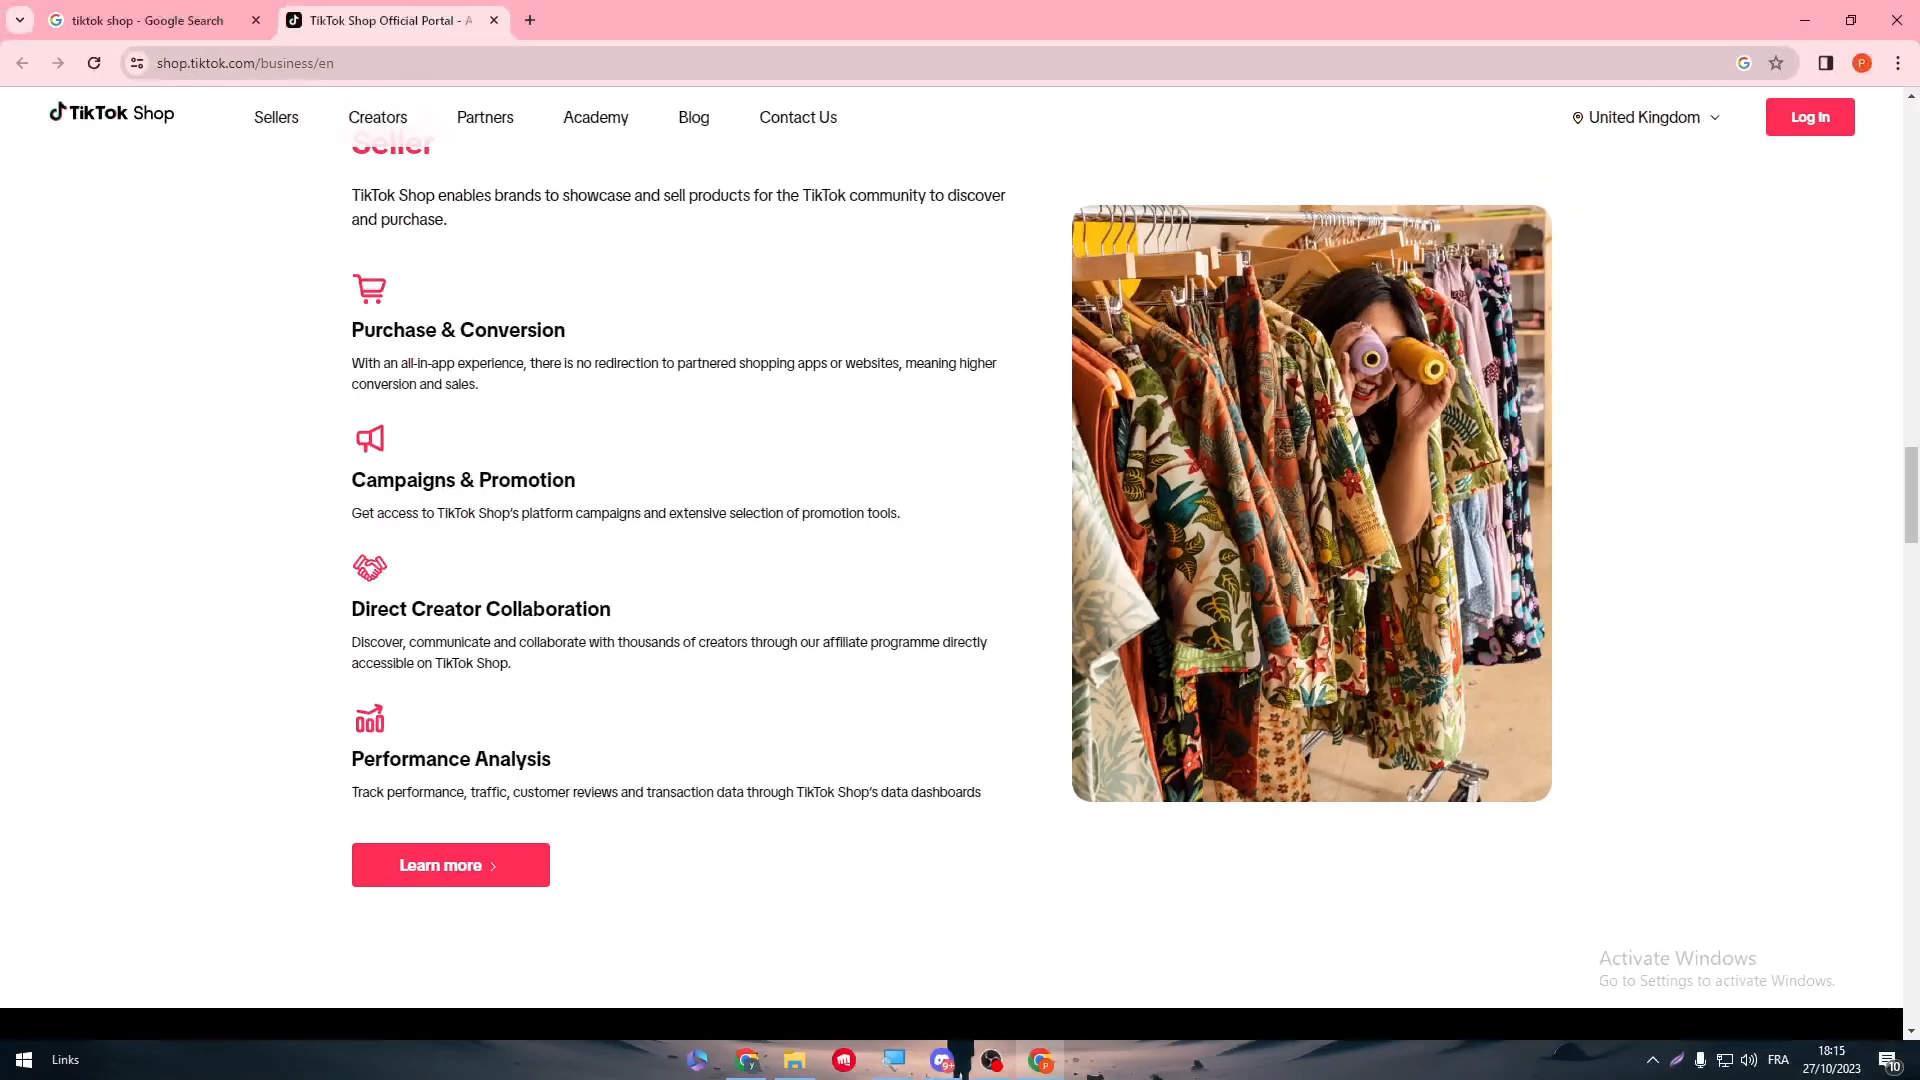 tiktok shop - Google Search
TikTok Shop Official Portal - A
shop.tiktok.com/business/en
P
TikTok Shop
Sellers
Creators
Partners
Academy
Blog
Contact Us
United Kingdom
Log in
Seller
TikTok Shop enables brands to showcase and sell products for the TikTok community to discover
and purchase.
Purchase & Conversion
With an all-in-app experience, there is no redirection to partnered shopping apps or websites, meaning higher
conversion and sales.
Campaigns & Promotion
Get access to TikTok Shop's platform campaigns and extensive selection of promotion tools.
Direct Creator Collaboration
Discover, communicate and collaborate with thousands of creators through our affiliate programme directly
accessible on TikTok Shop.
Performance Analysis
Track performance, traffic, customer reviews and transaction data through TikTok Shop's data dashboards
Learn more
Activate Windows
Go to Settings to activate Windows.
Links
y
9+
P
FRA
18:15
27/10/2023
10